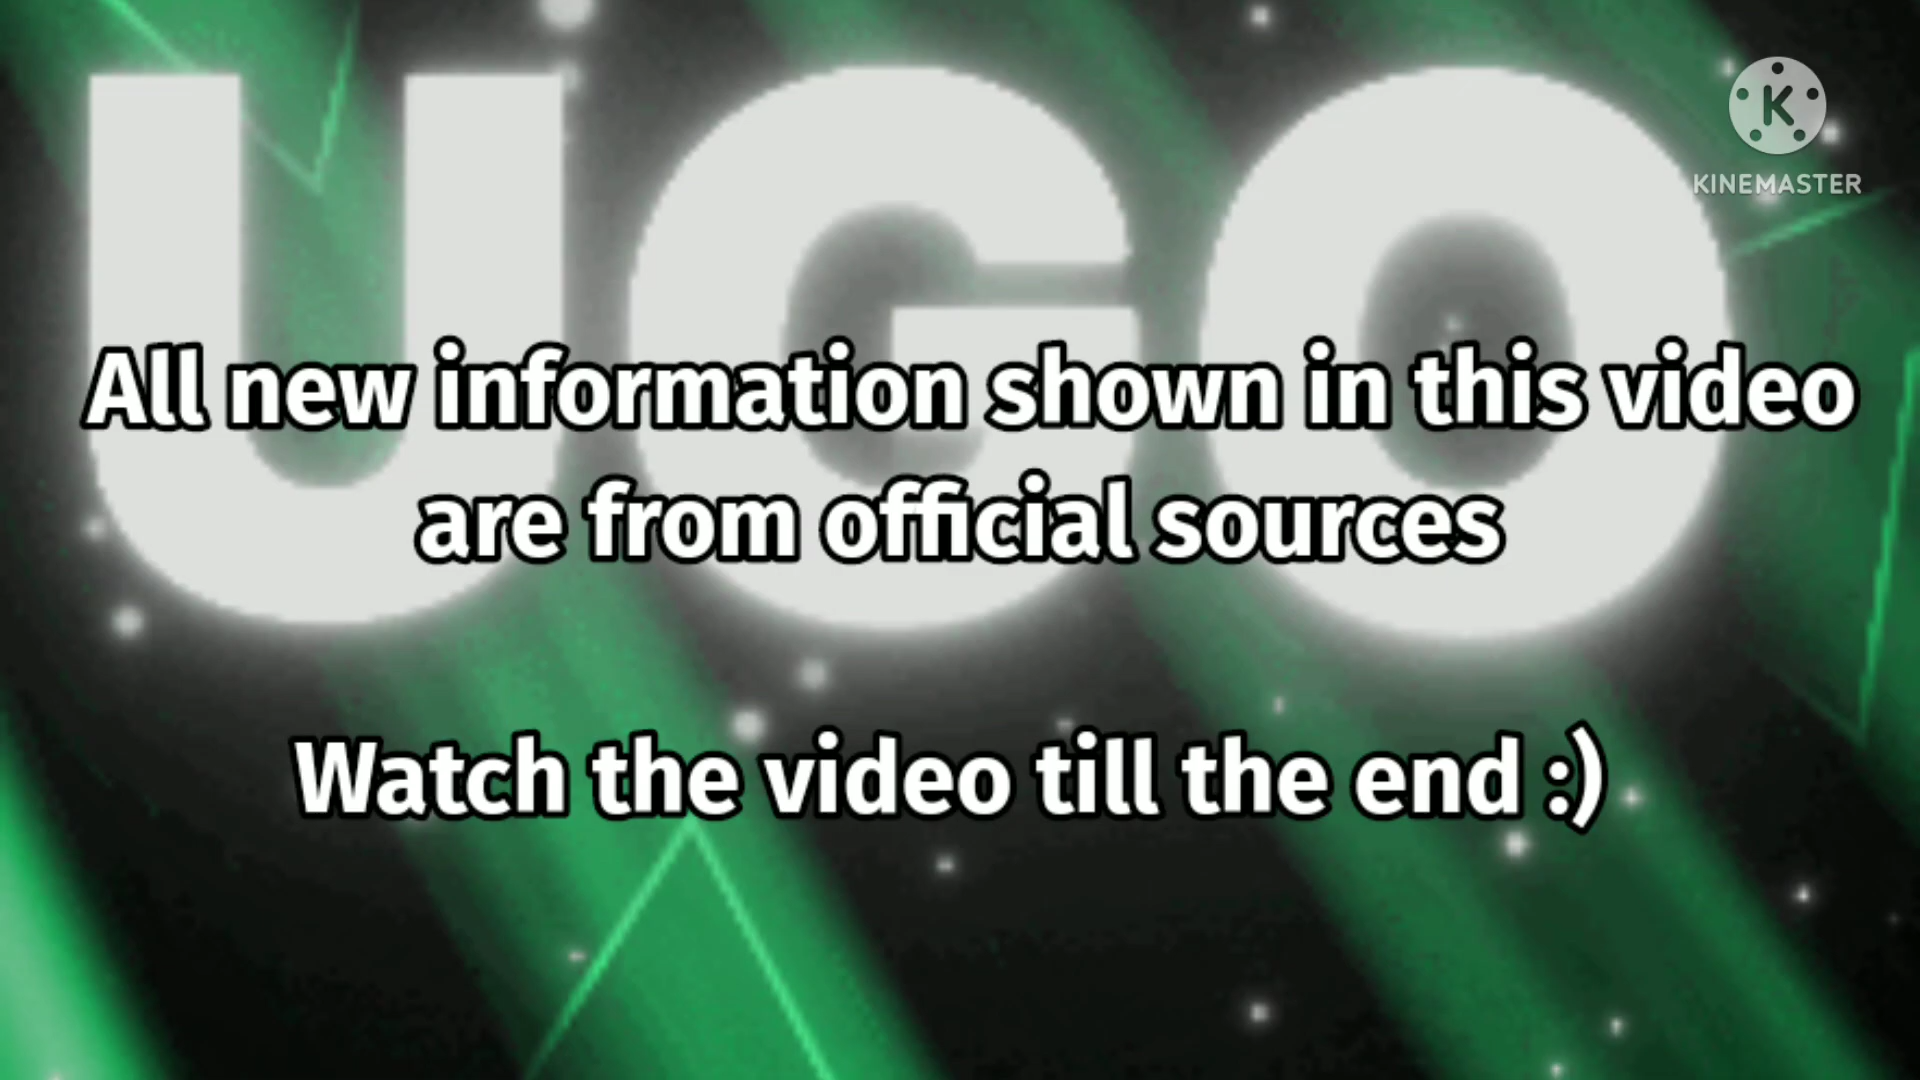 UGO
KINEMASTER
All new information shown in this video
are from official sources
Watch the video till the end :)